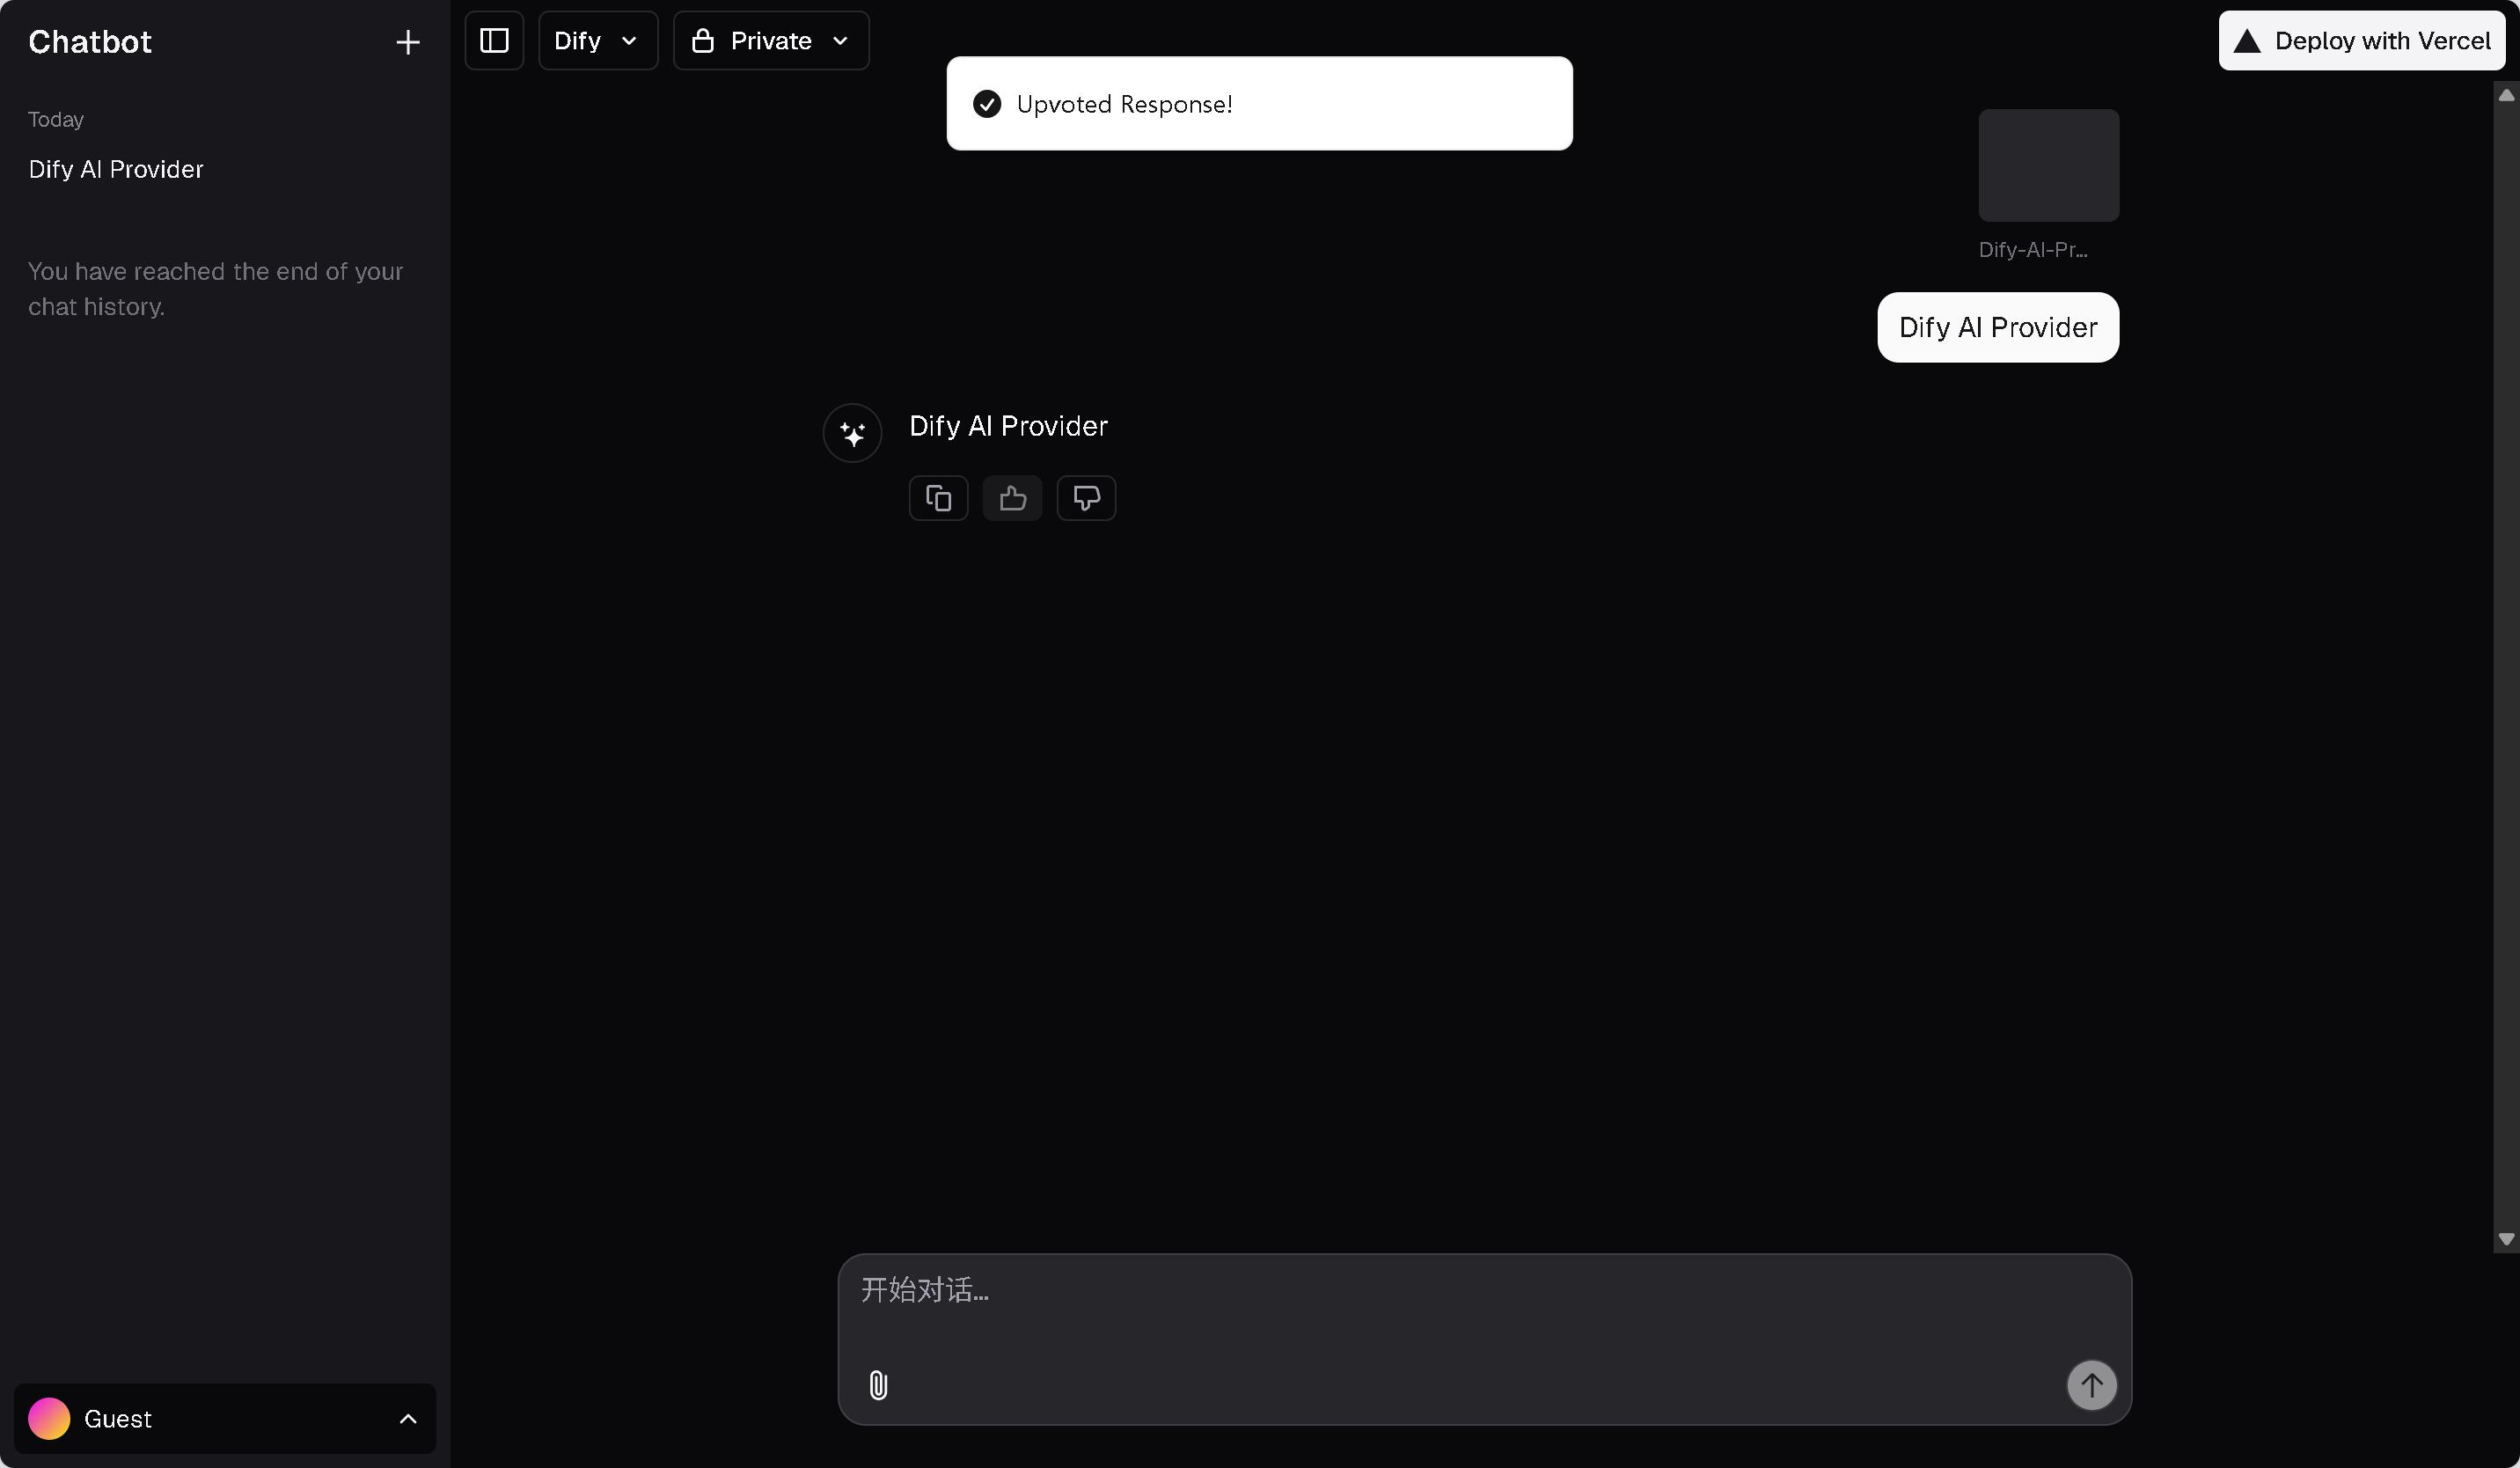 Chatbot
Today
Dify AI Provider
You have reached the end of your
chat history.
Guest
Dify
Private
Deploy with Vercel
Upvoted Response!
Dify-AI-Pr...
Dify AI Provider
Dify AI Provider
开始对话...